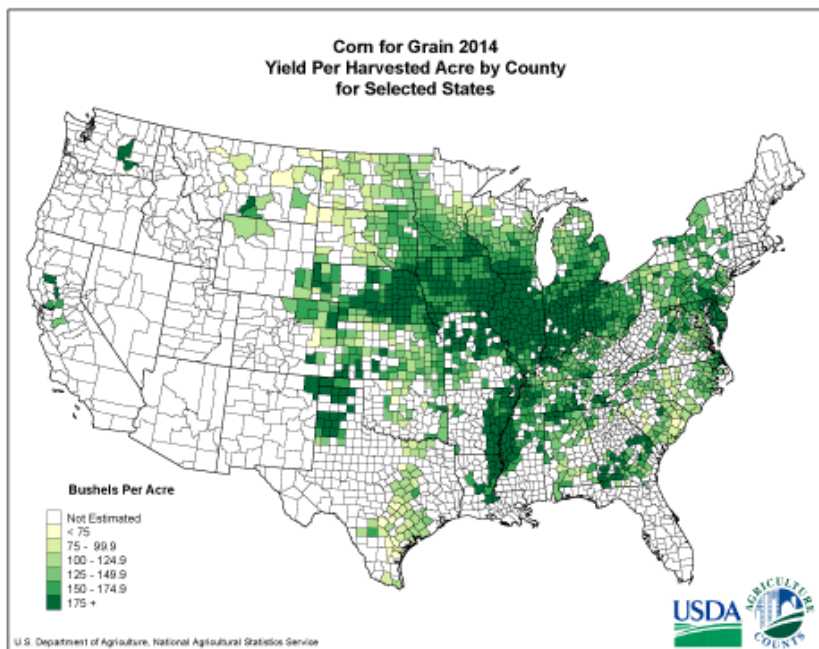 Corn for Grain 2014
Yield Per Harvested Acre by County
for Selected States
Bushels Per Acre
Not Estimated
< 75
75 - 99.9
100 - 124.9
125 - 149.9
150 - 174.9
175 +
USDA
AGRICULTURE
COUNTS
U.S. Department of Agriculture, National Agricultural Statistics Service